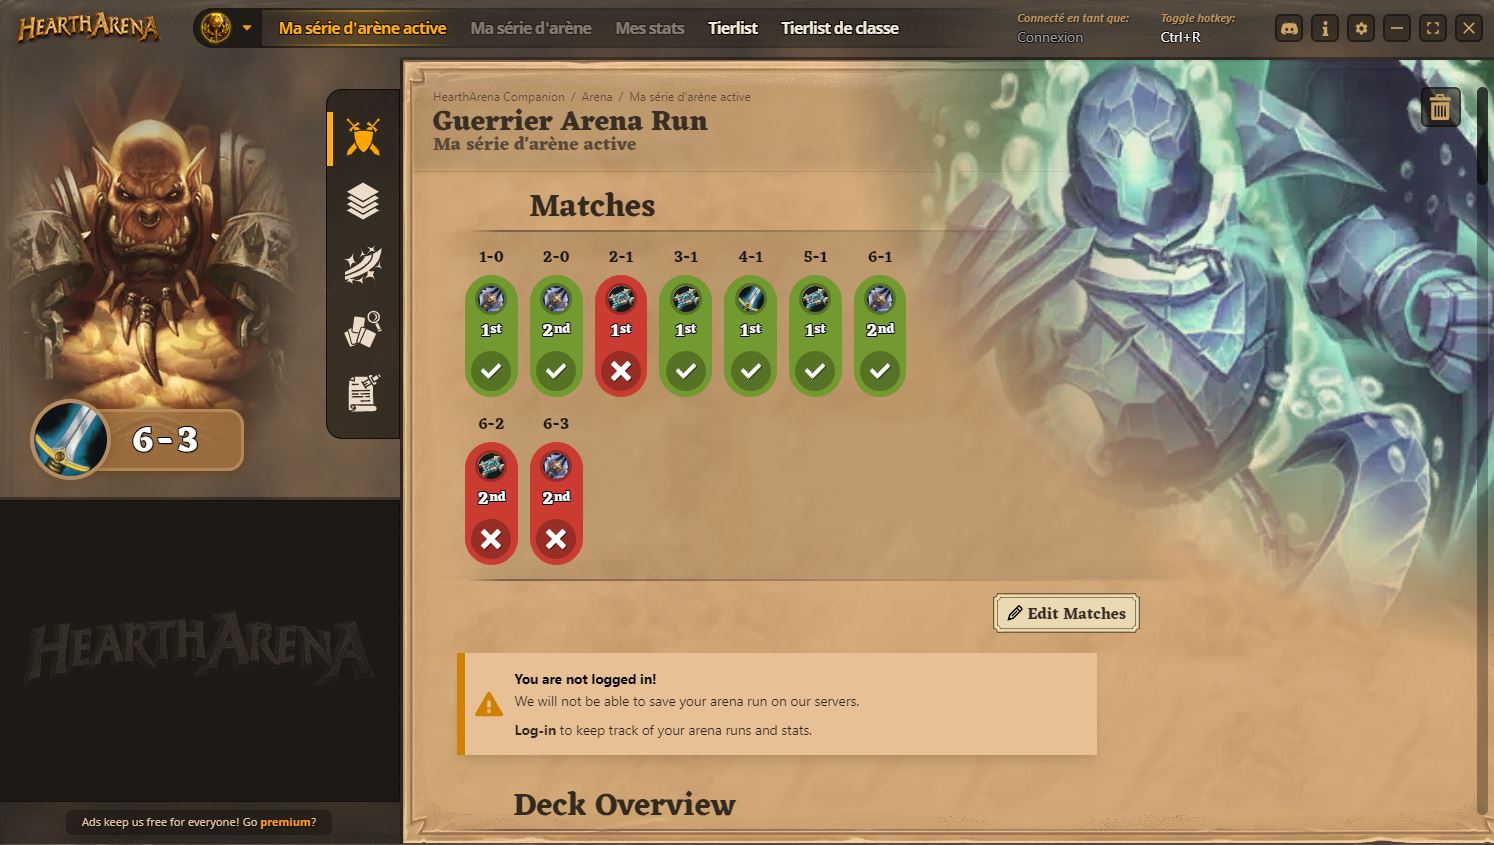 HEARTHARENA
Ma série d'arène active
Ma série d'arène
Mes stats
Tierlist
Tierlist de classe
Connecté en tant que:
Connexion
Toggle hotkey:
Ctrl+R
HearthArena Companion / Arena / Ma série d'arène active
Guerrier Arena Run
Ma série d'arène active
Matches
1-0 2-0 2-1 3-1 4-1 5-1 6-1
1st 2nd 1st 1st 1st 1st 2nd
6-2 6-3
2nd 2nd
6-3
Edit Matches
You are not logged in!
We will not be able to save your arena run on our servers.
Log-in to keep track of your arena runs and stats.
HEARTHARENA
Deck Overview
Ads keep us free for everyone! Go premium?